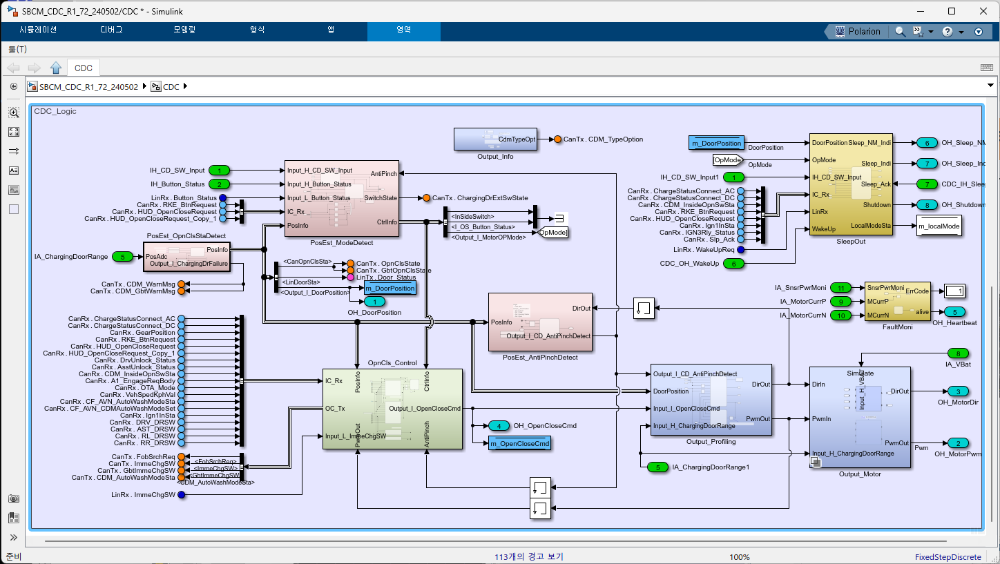 SBCM_CDC_R1_72_240502/CDC * - Simulink
시뮬레이션 디버그 모델링 형식 앱 영역
Polarion
툴(T)
CDC
SBCM_CDC_R1_72_240502 CDC
CDC_Logic
CdmTypeOpt
Output_Info
CanTx . CDM_TypeOption
IH_CD_SW_Input
1
IH_Button_Status
2
LinRx . Button_Status
CanRx . RKE_BtnRequest
CanRx . HUD_OpenCloseRequest
CanRx . HUD_OpenCloseRequest_Copy_1
Input_H_CD_SW_Input
Input_H_Button_Status
Input_L_Button_Status
IC_Rx
PosInfo
AntiPinch
SwitchState
CtrlInfo
PosEst_ModeDetect
CanTx . ChargingDrExtSwState
<InSideSwitch>
<I_OS_Button_Status>
<Output_I_MotorOPMode>
[OpMode]
PosEst_OpnClsStaDetect
IA_ChargingDoorRange
5
PosAdc
PosInfo
Output_I_ChargingDrFailure
CanTx . CDM_WarnMsg
CanTx . CDM_GbtWarnMsg
<CanOpnClsSta>
<LinDoorSta>
<Output_I_DoorPosition>
CanTx . OpnClsState
CanTx . GbtOpnClsState
LinTx . Door_Status
m_DoorPosition
1
OH_DoorPosition
m_DoorPosition
DoorPosition
[OpMode]
OpMode
IH_CD_SW_Input1
1
CanRx . ChargeStatusConnect_AC
CanRx . ChargeStatusConnect_DC
CanRx . CDM_InsideOpnSwSta
CanRx . RKE_BtnRequest
CanRx . HUD_OpenCloseRequest
CanRx . Ign1InSta
CanRx . IGN3Rly_Status
CanRx . Slp_Ack
LinRx . WakeUpReq
CDC_OH_WakeUp
6
DoorPosition
OpMode
IH_CD_SW_Input
IC_Rx
LinRx
WakeUp
Sleep_NM_Indi
Sleep_Indi
Sleep_Ack
Shutdown
LocalModeSta
SleepOut
6
OH_Sleep_NM
7
OH_Sleep_Ind
7
CDC_IH_Slee
8
OH_Shutdown
m_localMode
IA_SnsrPwrMoni
11
IA_MotorCurrP
9
IA_MotorCurrN
10
SnsrPwrMoni
MCurrP
MCurrN
ErrCode
alive
FaultMoni
1
5
OH_Heartbeat
CanRx . ChargeStatusConnect_AC
CanRx . ChargeStatusConnect_DC
CanRx . GearPosition
CanRx . RKE_BtnRequest
CanRx . HUD_OpenCloseRequest
CanRx . HUD_OpenCloseRequest_Copy_1
CanRx . DrvUnlock_Status
CanRx . AsstUnlock_Status
CanRx . CDM_InsideOpnSwSta
CanRx . A1_EngageReqBody
CanRx . OTA_Mode
CanRx . VehSpedKphVal
CanRx . CF_AVN_AutoWashModeSta
CanRx . CF_AVN_CDMAutoWashModeSet
CanRx . Ign1InSta
CanRx . DRV_DRSW
CanRx . AST_DRSW
CanRx . RL_DRSW
CanRx . RR_DRSW
CanTx . FobSrchReq
CanTx . ImmeChgSW
CanTx . GbtImmeChgSW
CanTx . CDM_AutoWashModeSta
<FobSrchReq>
<ImmeChgSW>
<GbtImmeChgSW>
<CDM_AutoWashModeSta>
LinRx . ImmeChgSW
OpnCls_Control
IC_Rx
OC_Tx
Input_L_ImmeChgSW
PosInfo
CtrlInfo
PwmOut
AntiPinch
Output_I_OpenCloseCmd
PosInfo
DirOut
Output_I_CD_AntiPinchDetect
PosEst_AntiPinchDetect
4
OH_OpenCloseCmd
m_OpenCloseCmd
Output_I_CD_AntiPinchDetect
DoorPosition
Input_I_OpenCloseCmd
Input_H_ChargingDoorRange
DirOut
PwmOut
Output_Profiling
5
IA_ChargingDoorRange1
8
IA_VBat
Simulate
Input_H_VBat
DirIn
PwmIn
Input_H_ChargingDoorRange
DirOut
PwmOut
Output_Motor
3
OH_MotorDir
2
Pwm
OH_MotorPwm
준비
113개의 경고 보기
100%
FixedStepDiscrete